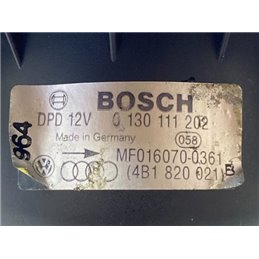 BOSCH
DPD 12V 0 130 111 202
Made in Germany 058
MF016070-0361
(4B1 820 021) B
964